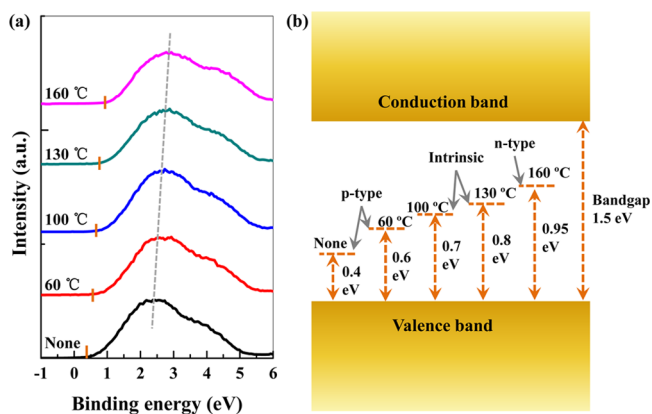 (a)
Intensity (a.u.)
160 ℃
130 ℃
100 ℃
60 ℃
None
-1 0 1 2 3 4 5 6
Binding energy (eV)
(b)
Conduction band
n-type
Intrinsic
160 ℃
p-type
130 ℃
100 ℃
60 ℃
None
Bandgap
1.5 eV
0.4
eV
0.6
eV
0.7
eV
0.8
eV
0.95
eV
Valence band